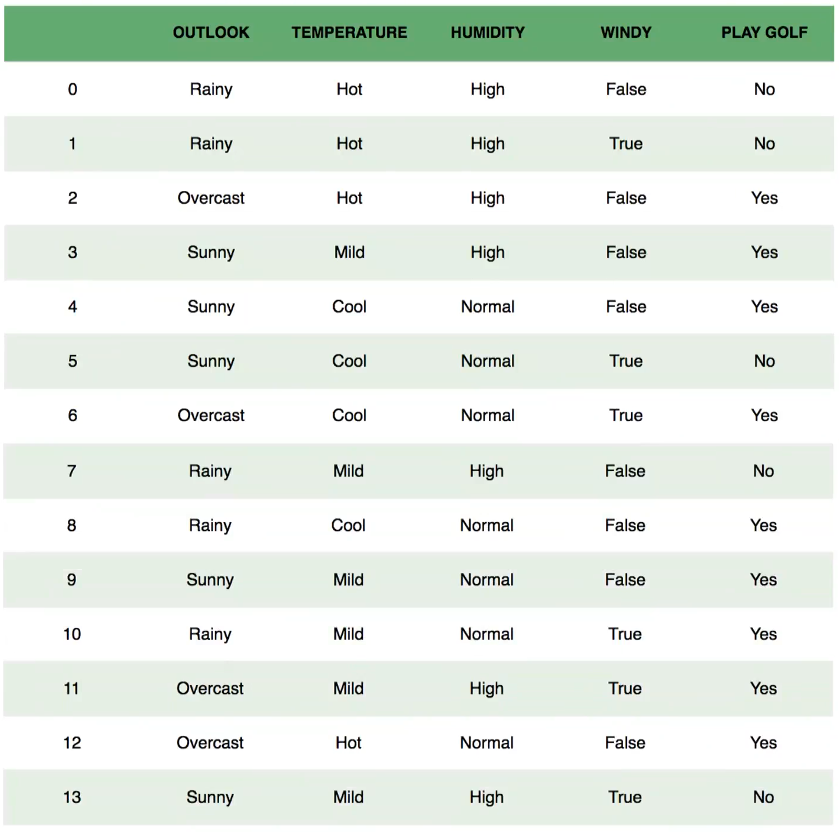 OUTLOOK TEMPERATURE HUMIDITY WINDY PLAY GOLF
0 Rainy Hot High False No
1 Rainy Hot High True No
2 Overcast Hot High False Yes
3 Sunny Mild High False Yes
4 Sunny Cool Normal False Yes
5 Sunny Cool Normal True No
6 Overcast Cool Normal True Yes
7 Rainy Mild High False No
8 Rainy Cool Normal False Yes
9 Sunny Mild Normal False Yes
10 Rainy Mild Normal True Yes
11 Overcast Mild High True Yes
12 Overcast Hot Normal False Yes
13 Sunny Mild High True No